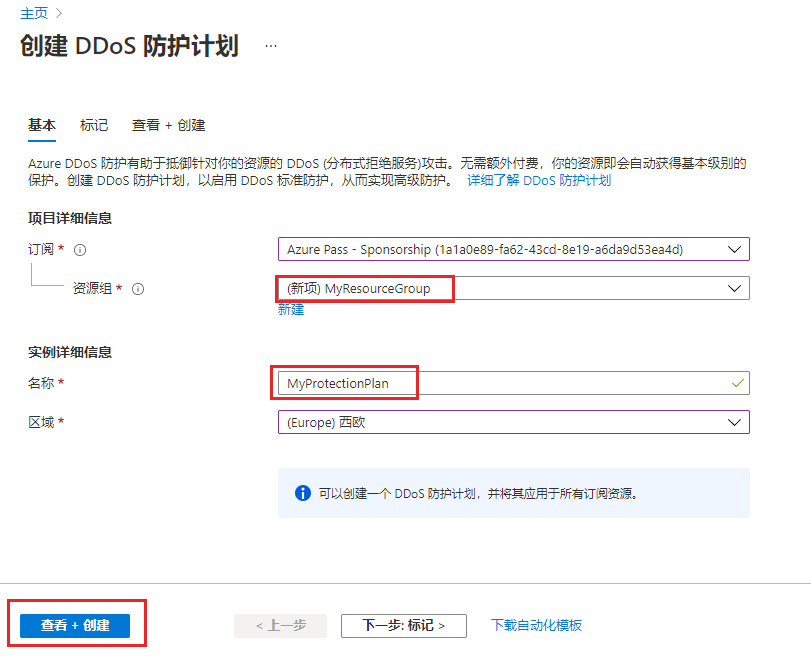 主页 >
创建 DDoS 防护计划 ...
基本 标记 查看 + 创建
Azure DDoS 防护有助于抵御针对你的资源的 DDoS (分布式拒绝服务)攻击。无需额外付费，你的资源即会自动获得基本级别的
保护。创建 DDoS 防护计划，以启用 DDoS 标准防护，从而实现高级防护。 详细了解 DDoS 防护计划
项目详细信息
订阅 * Azure Pass - Sponsorship (1a1a0e89-fa62-43cd-8e19-a6da9d53ea4d)
资源组 * (新项) MyResourceGroup
新建
实例详细信息
名称 * MyProtectionPlan
区域 * (Europe) 西欧
可以创建一个 DDoS 防护计划，并将其应用于所有订阅资源。
查看 + 创建 < 上一步 下一步: 标记 > 下载自动化模板